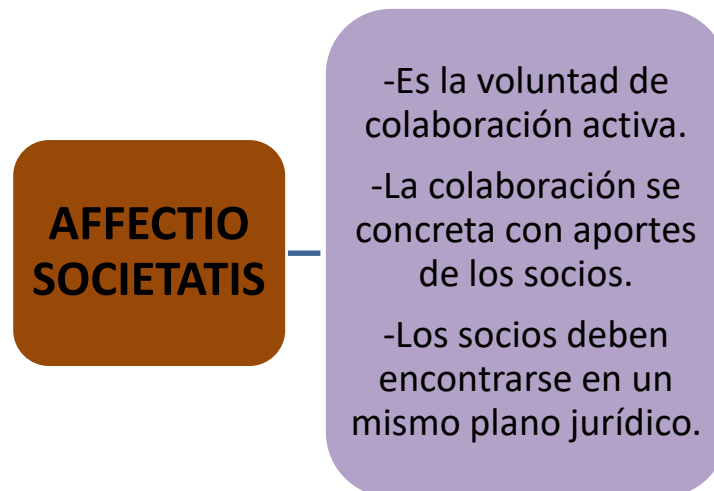 AFFECTIO
SOCIETATIS
-Es la voluntad de
colaboración activa.
-La colaboración se
concreta con aportes
de los socios.
-Los socios deben
encontrarse en un
mismo plano jurídico.